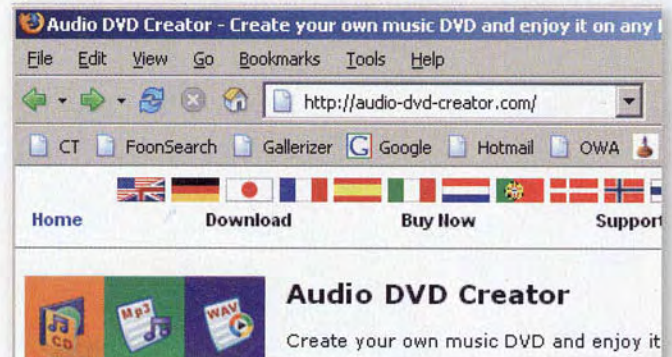 Audio DVD Creator - Create your own music DVD and enjoy it on any
File Edit View Go Bookmarks Tools Help
http://audio-dvd-creator.com/
CT FoonSearch Gallerizer G Google Hotmail OWA
Home Download Buy Now Support
CD Mp3 WAV
Audio DVD Creator
Create your own music DVD and enjoy it